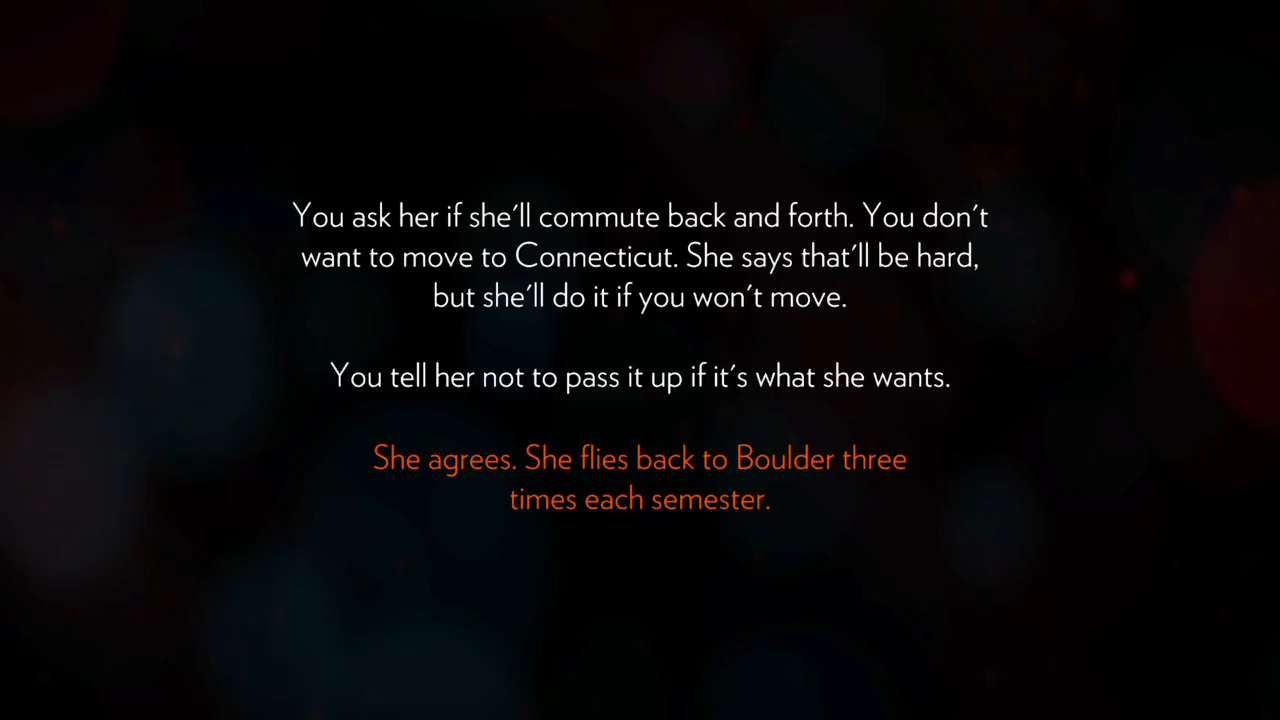 You ask her if she'll commute back and forth. You don't
want to move to Connecticut. She says that'll be hard,
but she'll do it if you won't move.
You tell her not to pass it up if it's what she wants.
She agrees. She flies back to Boulder three
times each semester.